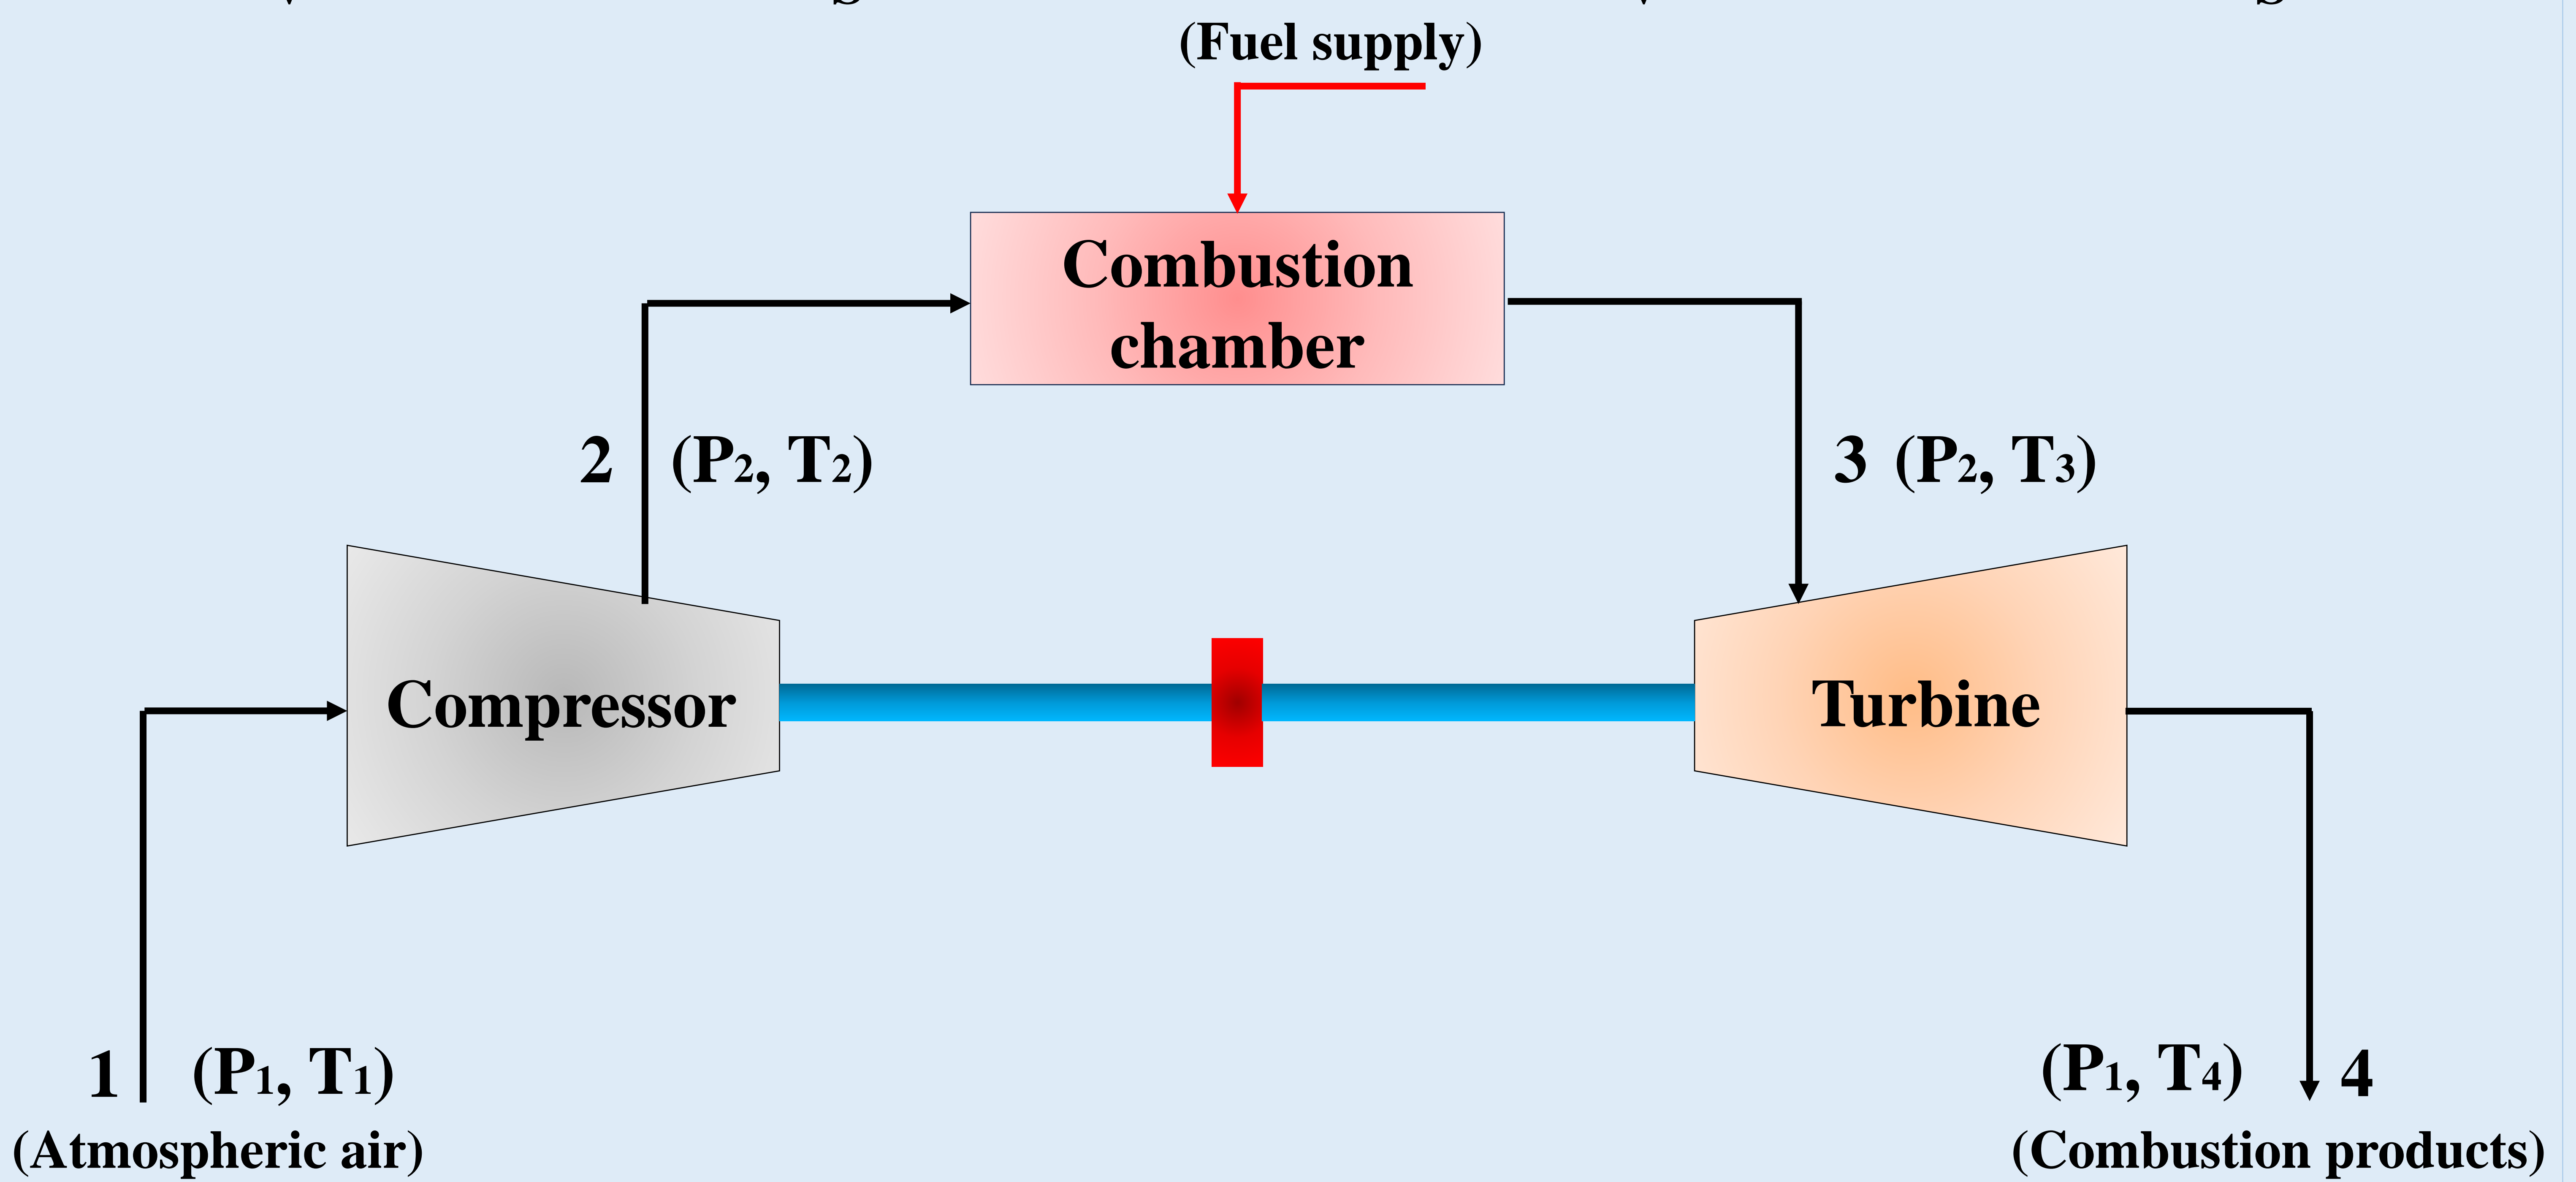 (Fuel supply)
Combustion
chamber
2 (P₂, T₂)
3 (P₂, T₃)
Compressor
Turbine
1 (P₁, T₁)
(Atmospheric air)
(P₁, T₄) 4
(Combustion products)